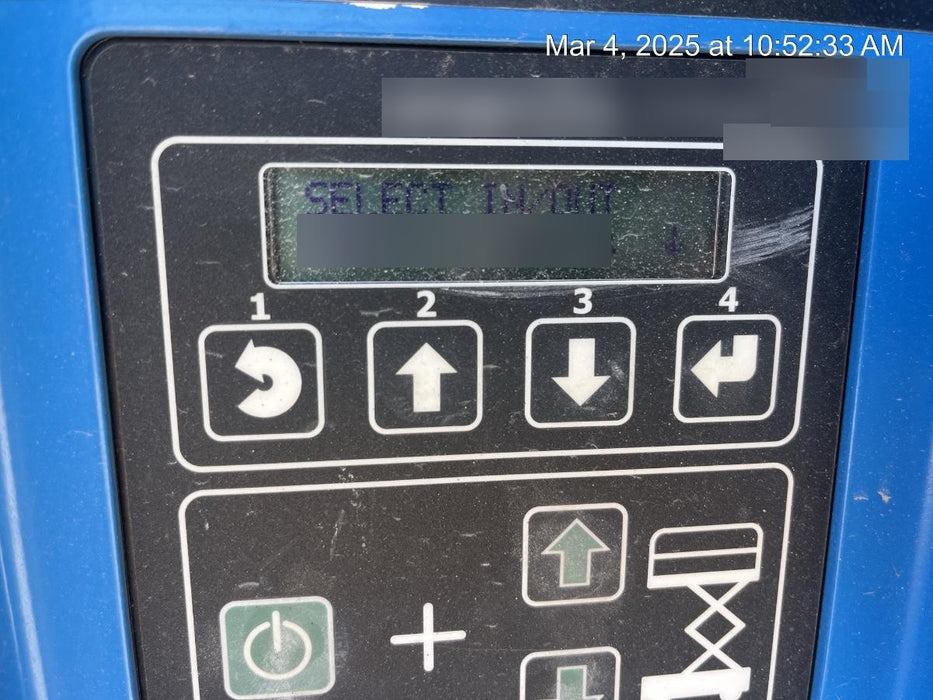 Mar 4, 2025 at 10:52:33 AM
SELECT IN/OUT
1 2 3 4